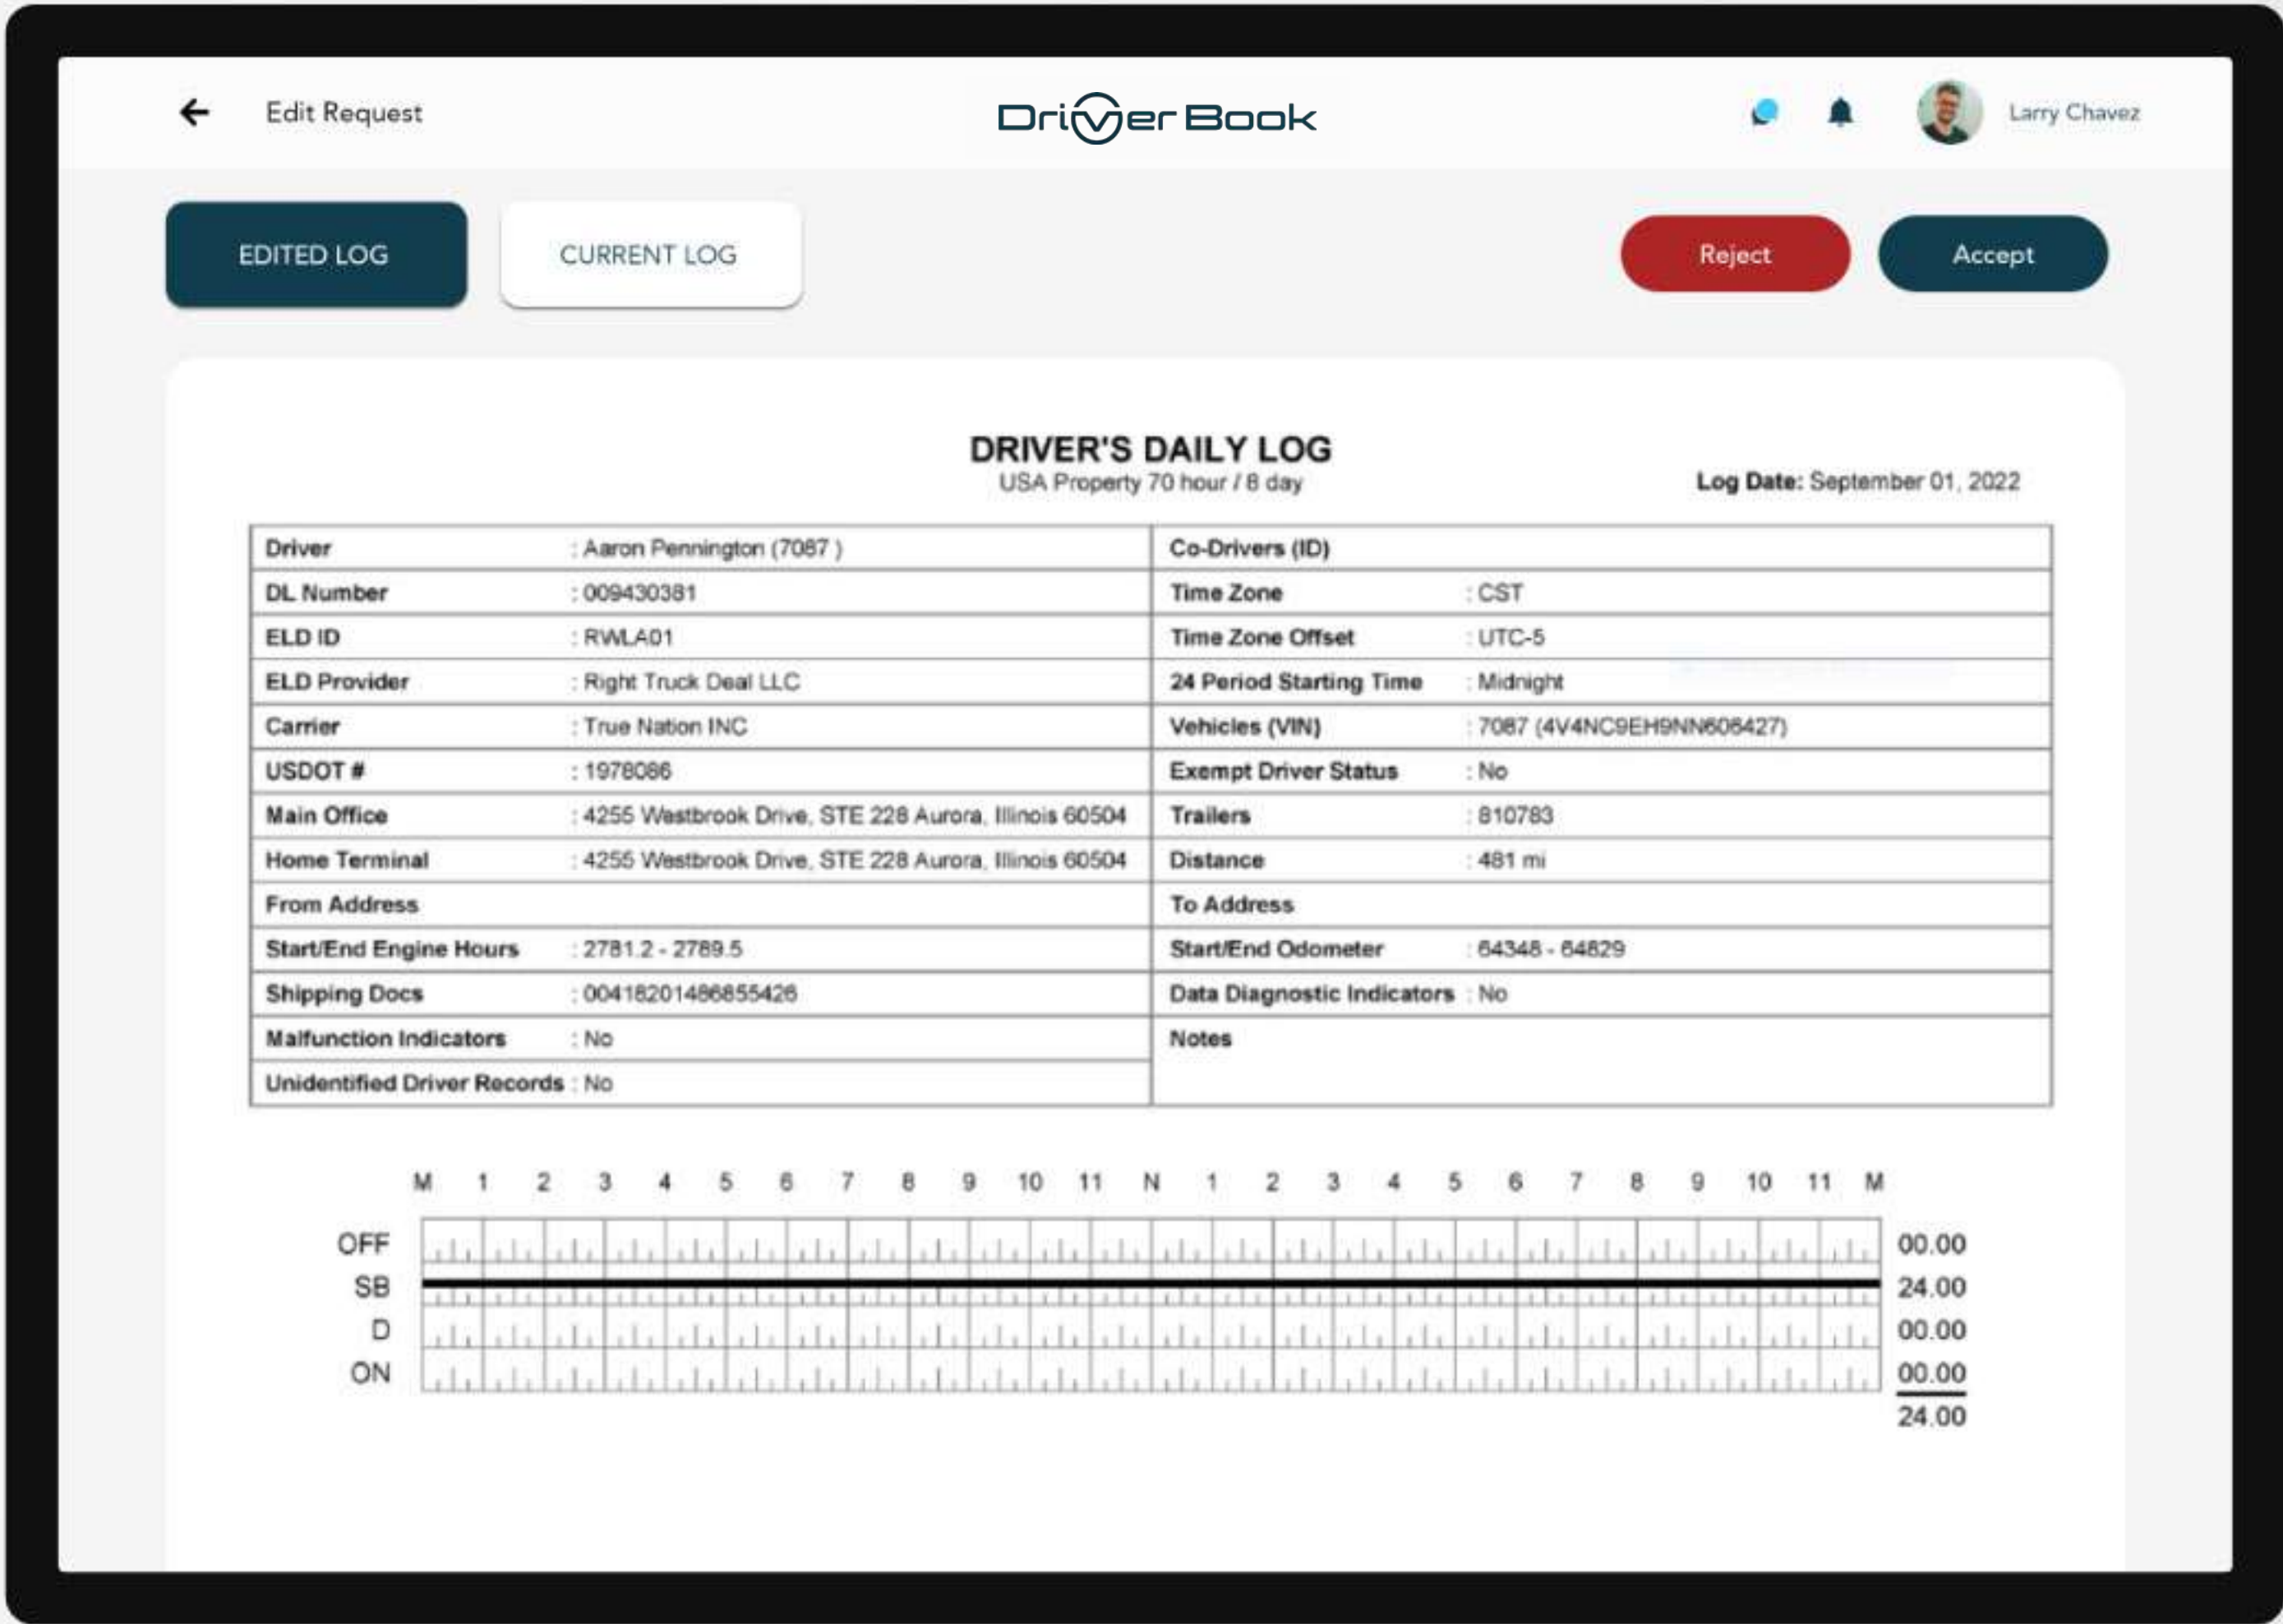 Edit Request
DriverBook
Larry Chavez
EDITED LOG
CURRENT LOG
Reject
Accept
DRIVER'S DAILY LOG
USA Property 70 hour / 8 day
Log Date: September 01, 2022
Driver : Aaron Pennington (7087 ) Co-Drivers (ID)
DL Number : 009430381 Time Zone : CST
ELD ID : RWLA01 Time Zone Offset : UTC-5
ELD Provider : Right Truck Deal LLC 24 Period Starting Time : Midnight
Carrier : True Nation INC Vehicles (VIN) : 7087 (4V4NC9EH9NN606427)
USDOT # : 1978086 Exempt Driver Status : No
Main Office : 4255 Westbrook Drive, STE 228 Aurora, Illinois 60504 Trailers : 810783
Home Terminal : 4255 Westbrook Drive, STE 228 Aurora, Illinois 60504 Distance : 481 mi
From Address To Address
Start/End Engine Hours : 2781.2 - 2789.5 Start/End Odometer : 64348 - 64829
Shipping Docs : 00418201486855426 Data Diagnostic Indicators : No
Malfunction Indicators : No Notes
Unidentified Driver Records : No
M 1 2 3 4 5 6 7 8 9 10 11 N 1 2 3 4 5 6 7 8 9 10 11 M
OFF 00.00
SB 24.00
D 00.00
ON 00.00
24.00